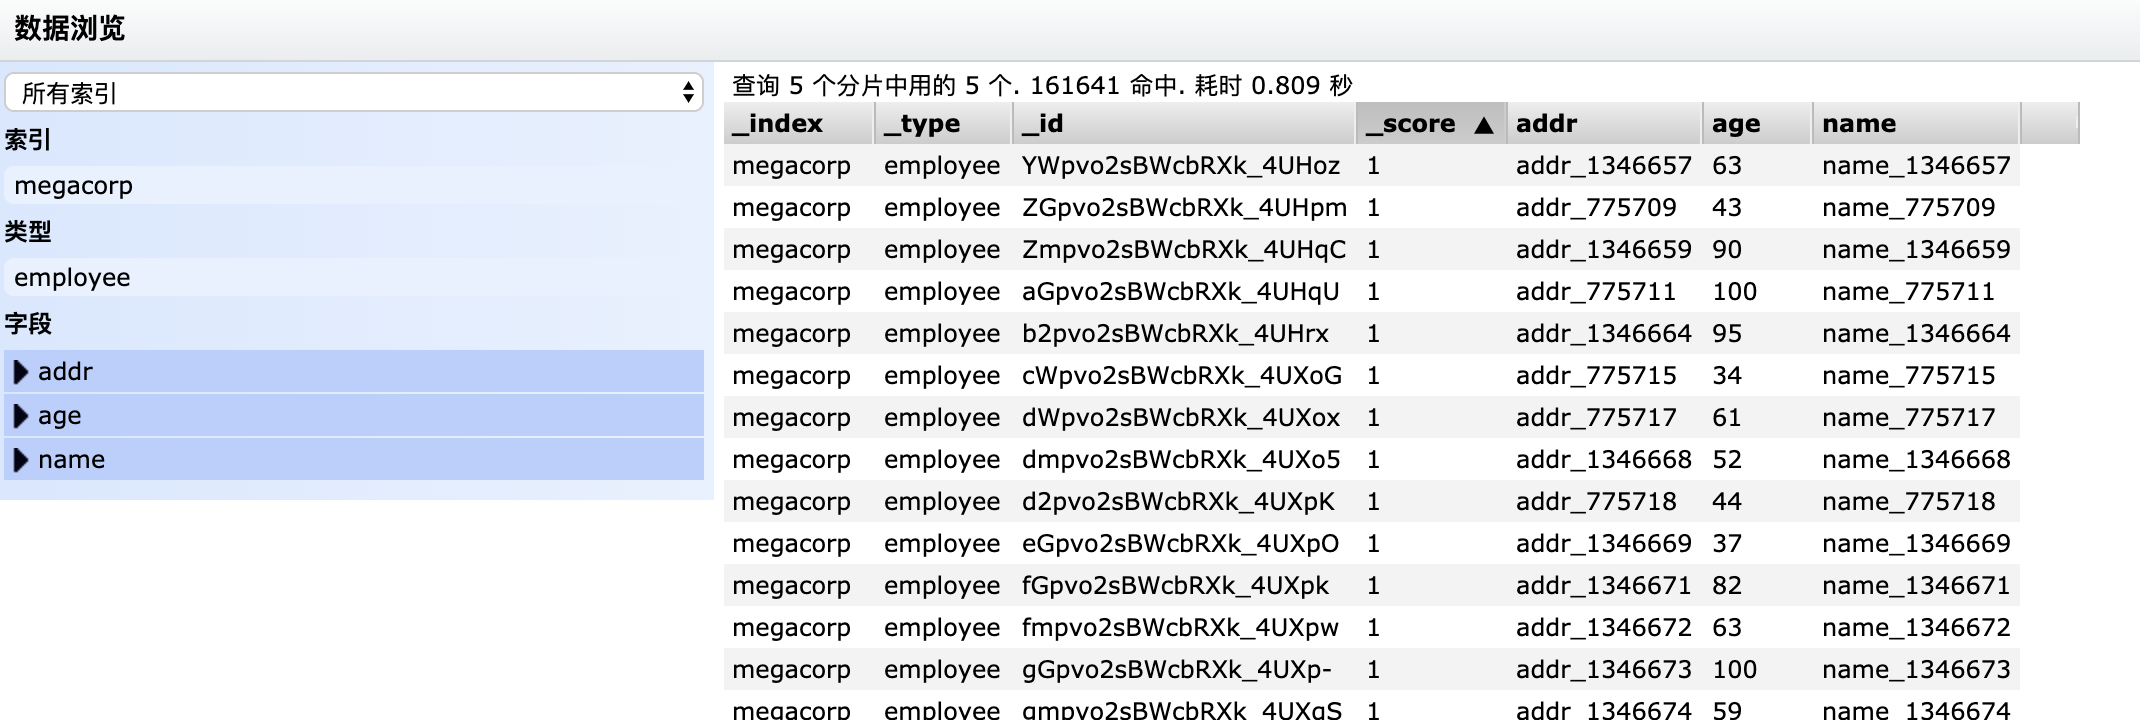 数据浏览
所有索引
索引
megacorp
类型
employee
字段
addr
age
name
查询 5 个分片中用的 5 个. 161641 命中. 耗时 0.809 秒
_index _type _id _score ▲ addr age name
megacorp employee YWpvo2sBWcbRXk_4UHoz 1 addr_1346657 63 name_1346657
megacorp employee ZGpvo2sBWcbRXk_4UHpm 1 addr_775709 43 name_775709
megacorp employee Zmpvo2sBWcbRXk_4UHqC 1 addr_1346659 90 name_1346659
megacorp employee aGpvo2sBWcbRXk_4UHqU 1 addr_775711 100 name_775711
megacorp employee b2pvo2sBWcbRXk_4UHrx 1 addr_1346664 95 name_1346664
megacorp employee cWpvo2sBWcbRXk_4UXoG 1 addr_775715 34 name_775715
megacorp employee dWpvo2sBWcbRXk_4UXox 1 addr_775717 61 name_775717
megacorp employee dmpvo2sBWcbRXk_4UXo5 1 addr_1346668 52 name_1346668
megacorp employee d2pvo2sBWcbRXk_4UXpK 1 addr_775718 44 name_775718
megacorp employee eGpvo2sBWcbRXk_4UXpO 1 addr_1346669 37 name_1346669
megacorp employee fGpvo2sBWcbRXk_4UXpk 1 addr_1346671 82 name_1346671
megacorp employee fmpvo2sBWcbRXk_4UXpw 1 addr_1346672 63 name_1346672
megacorp employee gGpvo2sBWcbRXk_4UXp- 1 addr_1346673 100 name_1346673
megacorp employee gmpvo2sBWcbRXk_4UXqS 1 addr_1346674 59 name_1346674